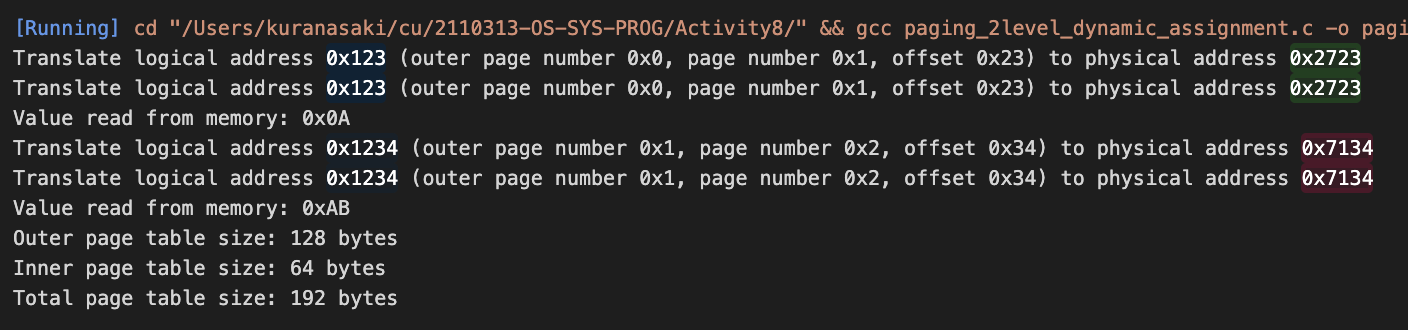 [Running] cd "/Users/kuranasaki/cu/2110313-OS-SYS-PROG/Activity8/" && gcc paging_2level_dynamic_assignment.c -o pagi
Translate logical address 0x123 (outer page number 0x0, page number 0x1, offset 0x23) to physical address 0x2723
Translate logical address 0x123 (outer page number 0x0, page number 0x1, offset 0x23) to physical address 0x2723
Value read from memory: 0x0A
Translate logical address 0x1234 (outer page number 0x1, page number 0x2, offset 0x34) to physical address 0x7134
Translate logical address 0x1234 (outer page number 0x1, page number 0x2, offset 0x34) to physical address 0x7134
Value read from memory: 0xAB
Outer page table size: 128 bytes
Inner page table size: 64 bytes
Total page table size: 192 bytes